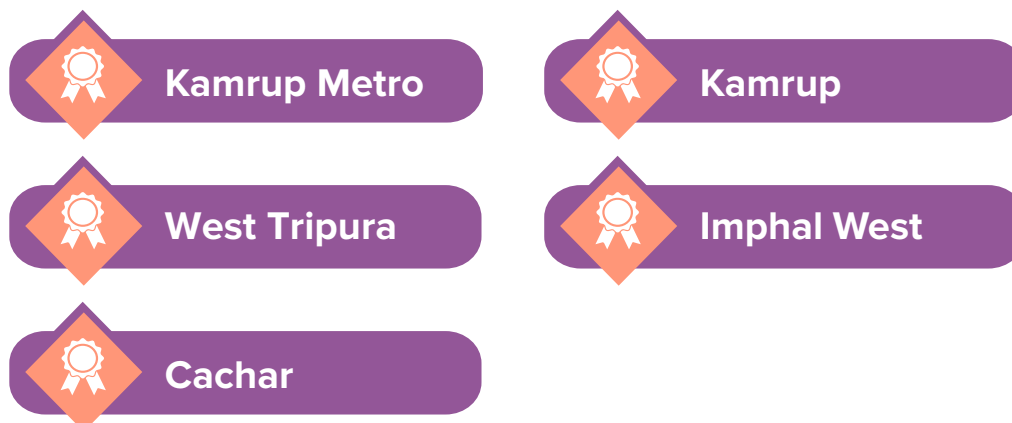 Kamrup Metro
Kamrup
West Tripura
Imphal West
Cachar